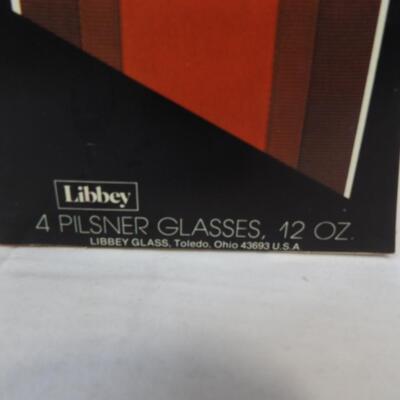 Libbey
4 PILSNER GLASSES, 12 OZ.
LIBBEY GLASS, Toledo, Ohio 43693 U.S.A